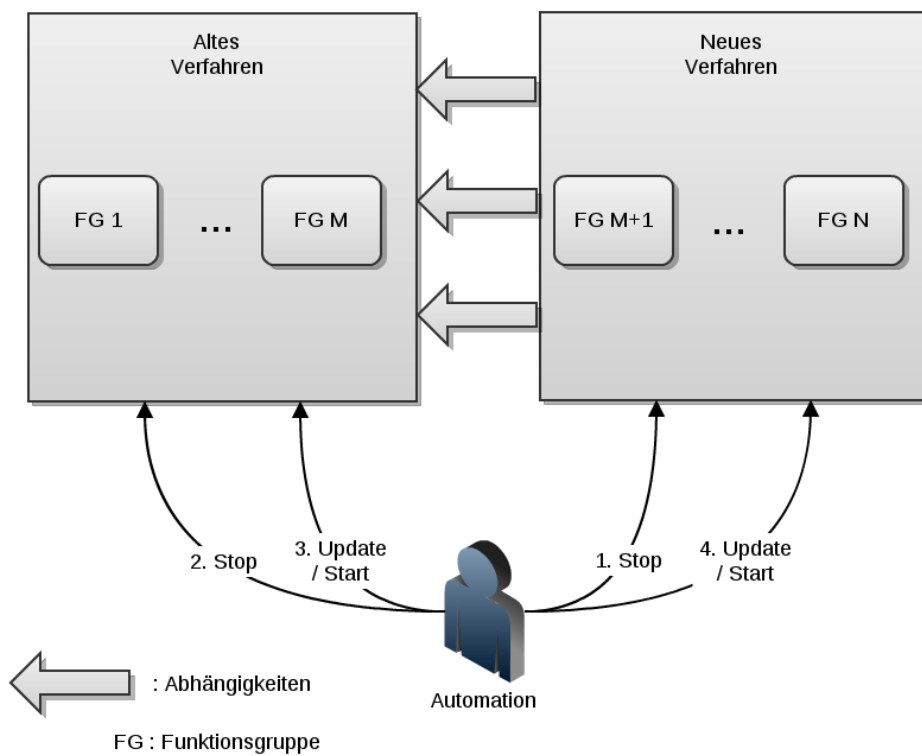 Altes
Verfahren
Neues
Verfahren
FG 1
...
FG M
FG M+1
...
FG N
2. Stop
3. Update
/ Start
1. Stop
4. Update
/ Start
: Abhängigkeiten
Automation
FG : Funktionsgruppe